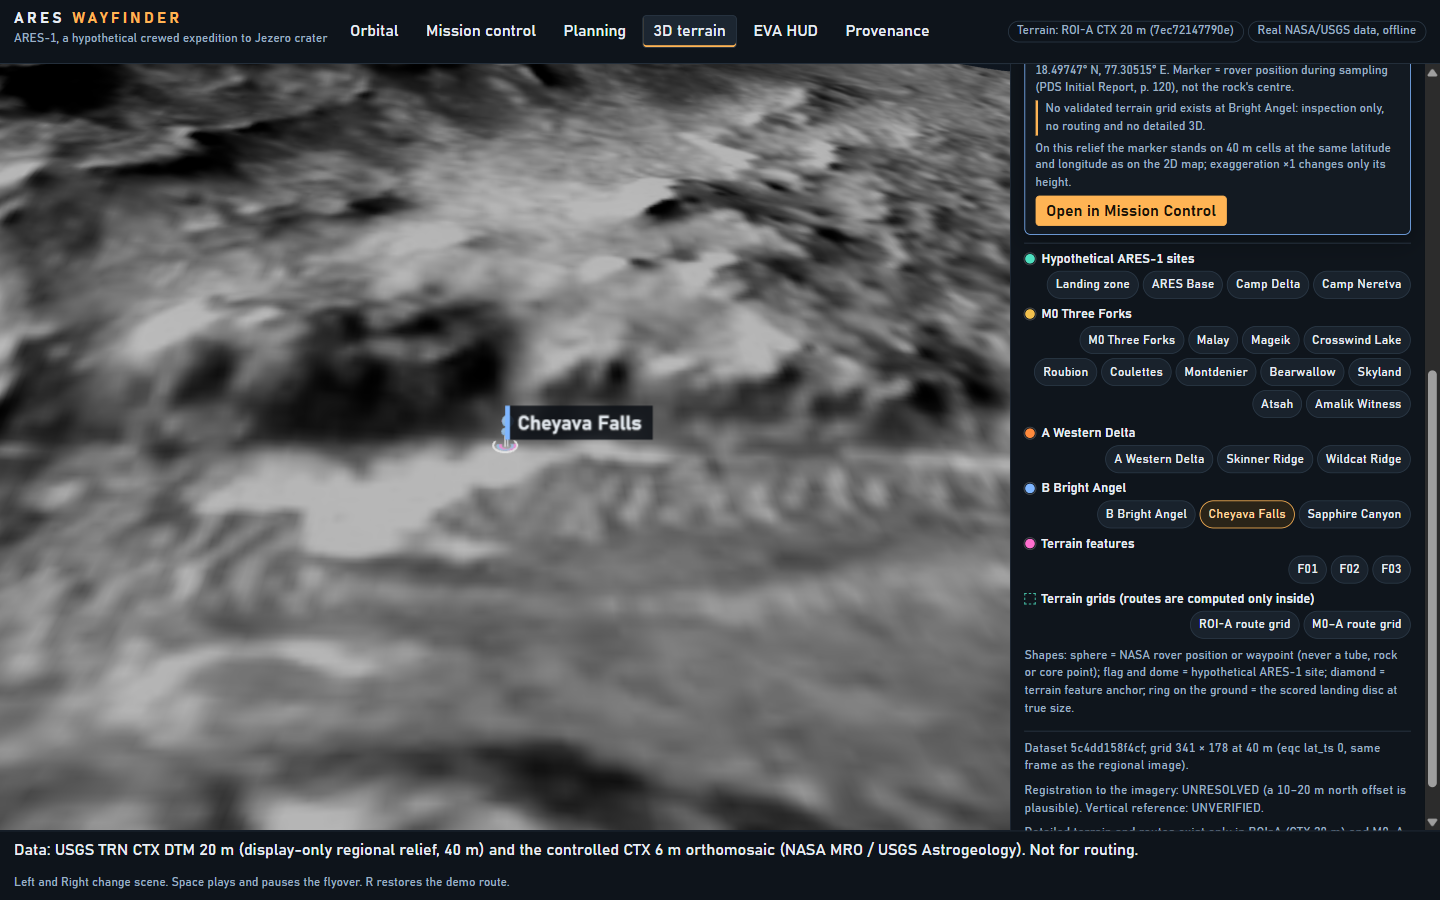 ARES WAYFINDER
ARES-1, a hypothetical crewed expedition to Jezero crater
Orbital
Mission control
Planning
3D terrain
EVA HUD
Provenance
Terrain: ROI-A CTX 20 m (7ec72147790e)
Real NASA/USGS data, offline
18.49747° N, 77.30515° E. Marker = rover position during sampling
(PDS Initial Report, p. 120), not the rock's centre.
No validated terrain grid exists at Bright Angel: inspection only,
no routing and no detailed 3D.
On this relief the marker stands on 40 m cells at the same latitude
and longitude as on the 2D map; exaggeration ×1 changes only its
height.
Open in Mission Control
Cheyava Falls
Hypothetical ARES-1 sites
Landing zone
ARES Base
Camp Delta
Camp Neretva
M0 Three Forks
M0 Three Forks
Malay
Mageik
Crosswind Lake
Roubion
Coulettes
Montdenier
Bearwallow
Skyland
Atsah
Amalik Witness
A Western Delta
A Western Delta
Skinner Ridge
Wildcat Ridge
B Bright Angel
B Bright Angel
Cheyava Falls
Sapphire Canyon
Terrain features
F01
F02
F03
Terrain grids (routes are computed only inside)
ROI-A route grid
M0-A route grid
Shapes: sphere = NASA rover position or waypoint (never a tube, rock
or core point); flag and dome = hypothetical ARES-1 site; diamond =
terrain feature anchor; ring on the ground = the scored landing disc at
true size.
Dataset 5c4dd158f4cf; grid 341 × 178 at 40 m (eqc lat_ts 0, same
frame as the regional image).
Registration to the imagery: UNRESOLVED (a 10–20 m north offset is
plausible). Vertical reference: UNVERIFIED.
Data: USGS TRN CTX DTM 20 m (display-only regional relief, 40 m) and the controlled CTX 6 m orthomosaic (NASA MRO / USGS Astrogeology). Not for routing.
Left and Right change scene. Space plays and pauses the flyover. R restores the demo route.